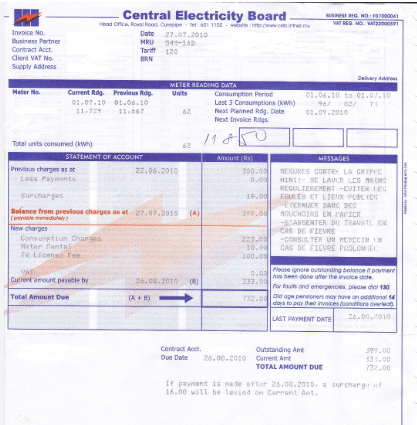 Central Electricity Board
BUSINESS REG. NO.: F07000061
VAT REG. NO. VAT20000591
Head Office, Royal Road, Curepipe - Tel: 601 1100 - website : http://www.ceb.intnet.mu
Invoice No. Date 27.07.2010
Business Partner MRU 545-160
Contract Acct. Tariff 120
Client VAT No. BRN
Supply Address
Delivery Address
METER READING DATA
Meter No. Current Rdg. Previous Rdg. Units
01.07.10 01.06.10
11.729 11.667 62
Consumption Period 01.06.10 to 01.07.10
Last 3 Consumptions (kWh) 96/ 82/ 71
Next Planned Rdg. Date 01.09.2010
Next Invoice Rdgs.
11850
Total units consumed (kWh) 62
STATEMENT OF ACCOUNT Amount (Rs)
Previous charges as at 22.06.2010 380.00
Less Payments 0.00
Surcharges 19.00
Balance from previous charges as at 27.07.2010 (A) 399.00
(payable immediately)
New charges
Consumption Charges 223.00
Meter Rental 10.00
TV License Fee 100.00
VAT 0.00
Current amount payable by 26.08.2010 (B) 333.00
Total Amount Due (A + B) 732.00
MESSAGES
MESURES CONTRE LA GRIPPE
H1N1:- SE LAVER LES MAINS
REGULIEREMENT -EVITER LES
FOULES ET LIEUX PUBLICS
-ETERNUER DANS DES
MOUCHOIRS EN PAPIER
-S'ABSENTER DU TRAVAIL EN
CAS DE FIEVRE
-CONSULTER UN MEDECIN EN
CAS DE FIEVRE PROLONGEE
Please ignore outstanding balance if payment
has been done after the invoice date.
For faults and emergencies, please dial 130.
Old age pensioners may have an additional 14
days to pay their invoices (conditions overleaf).
LAST PAYMENT DATE 26.08.2010
Contract Acct. Outstanding Amt 399.00
Due Date 26.08.2010 Current Amt 333.00
TOTAL AMOUNT DUE 732.00
If payment is made after 26.08.2010, a surcharge of
16.00 will be levied on Current Amt.